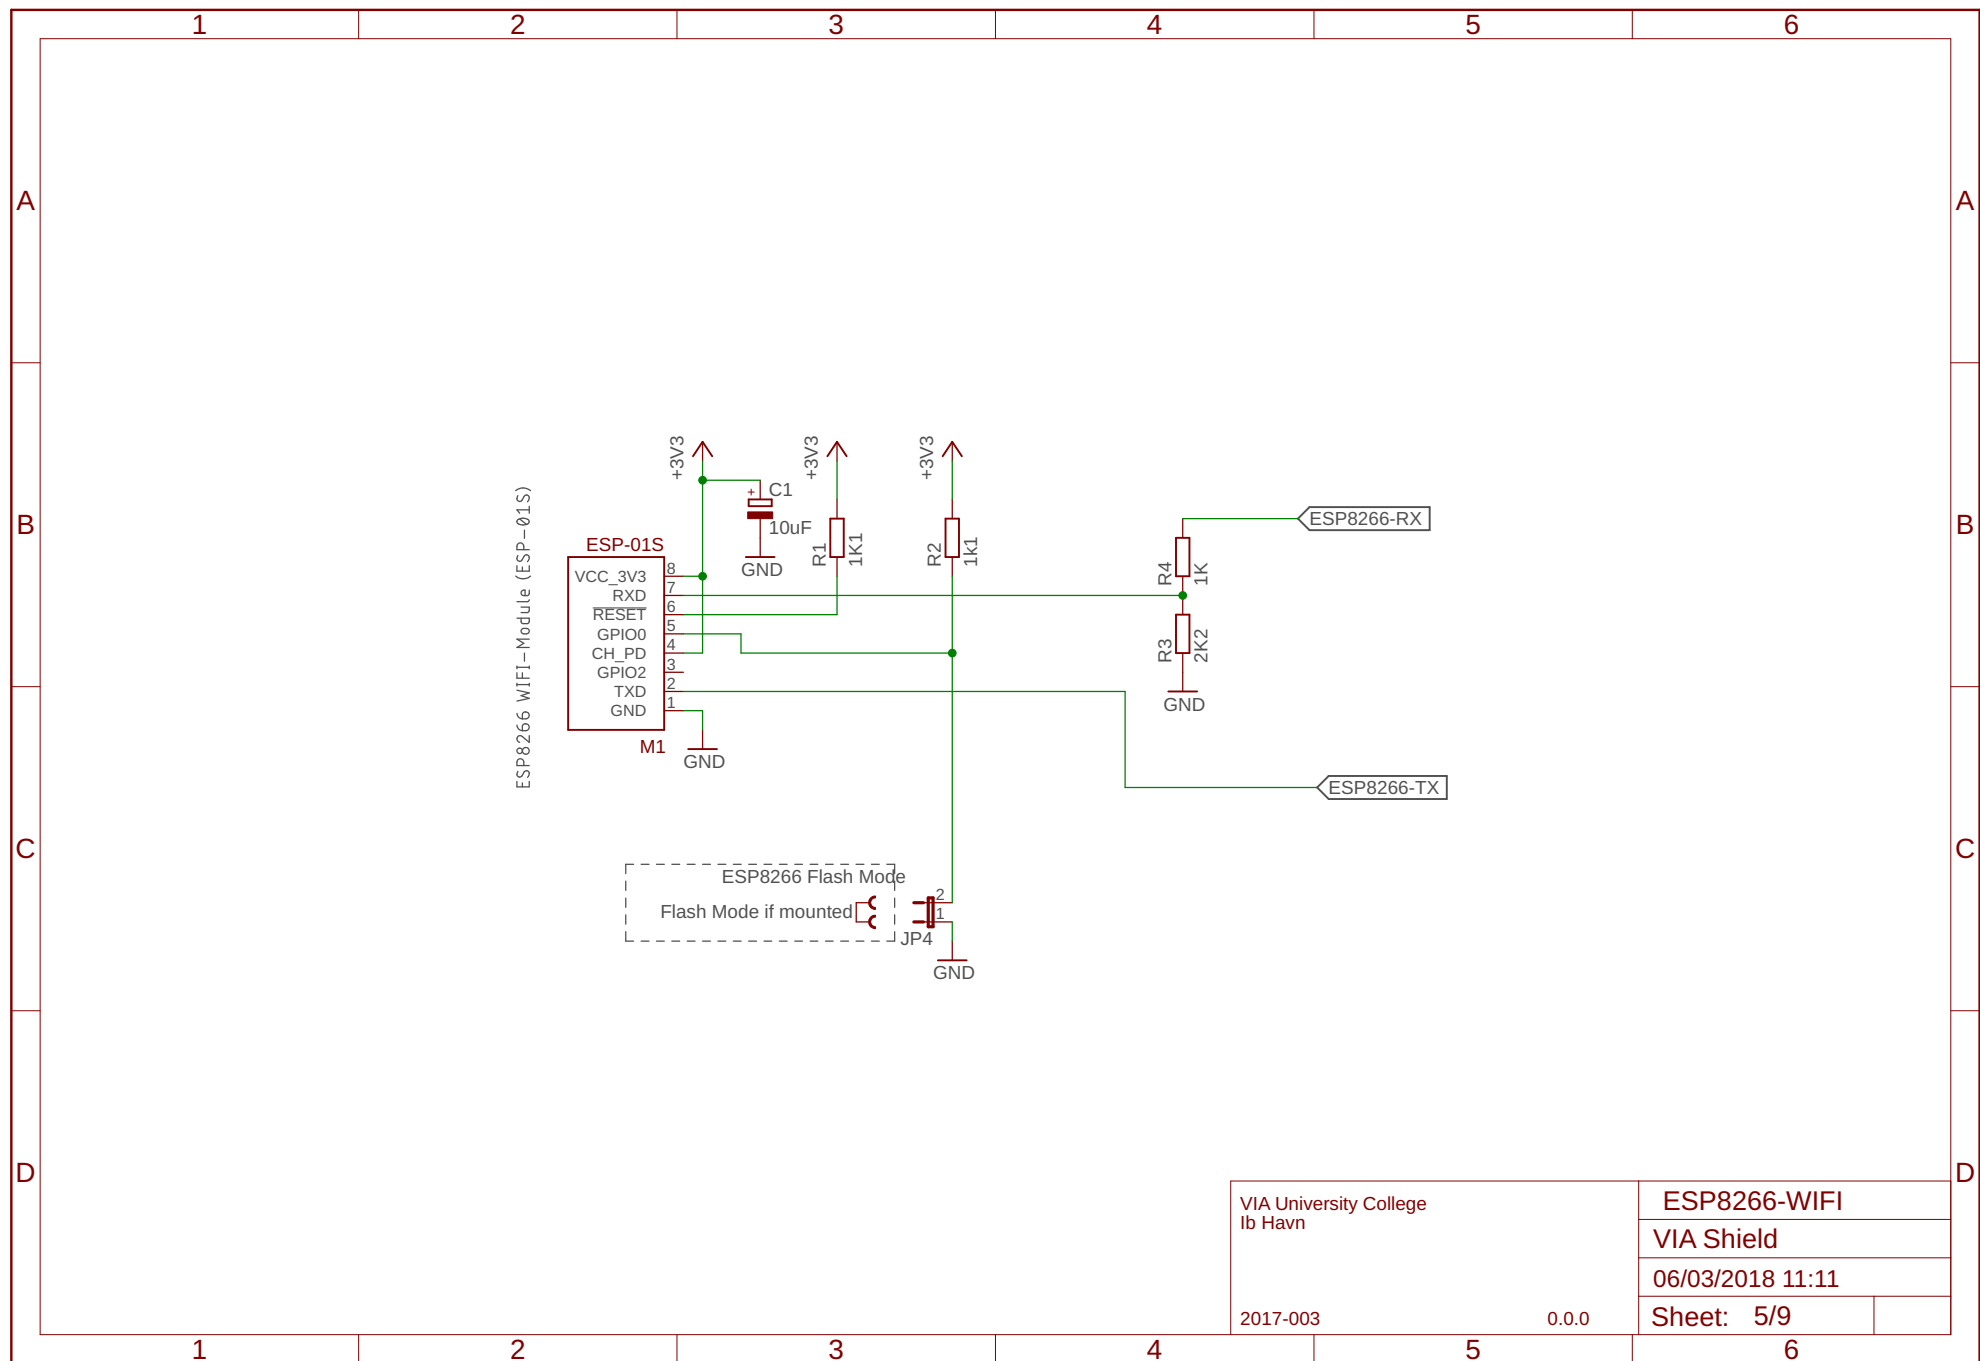 1 2 3 4 5 6
A A
+3V3 +3V3 +3V3
+ C1
10uF
GND
R1 1K1
R2 1k1
ESP8266-RX
B B
R4 1K
R3 2K2
GND
ESP8266 WIFI-Module (ESP-01S)
ESP-01S
VCC_3V3 8
RXD 7
RESET 6
GPIO0 5
CH_PD 4
GPIO2 3
TXD 2
GND 1
M1
GND
ESP8266-TX
C C
ESP8266 Flash Mode
Flash Mode if mounted
2
1
JP4
GND
D D
VIA University College
Ib Havn
2017-003 0.0.0
ESP8266-WIFI
VIA Shield
06/03/2018 11:11
Sheet: 5/9
1 2 3 4 5 6